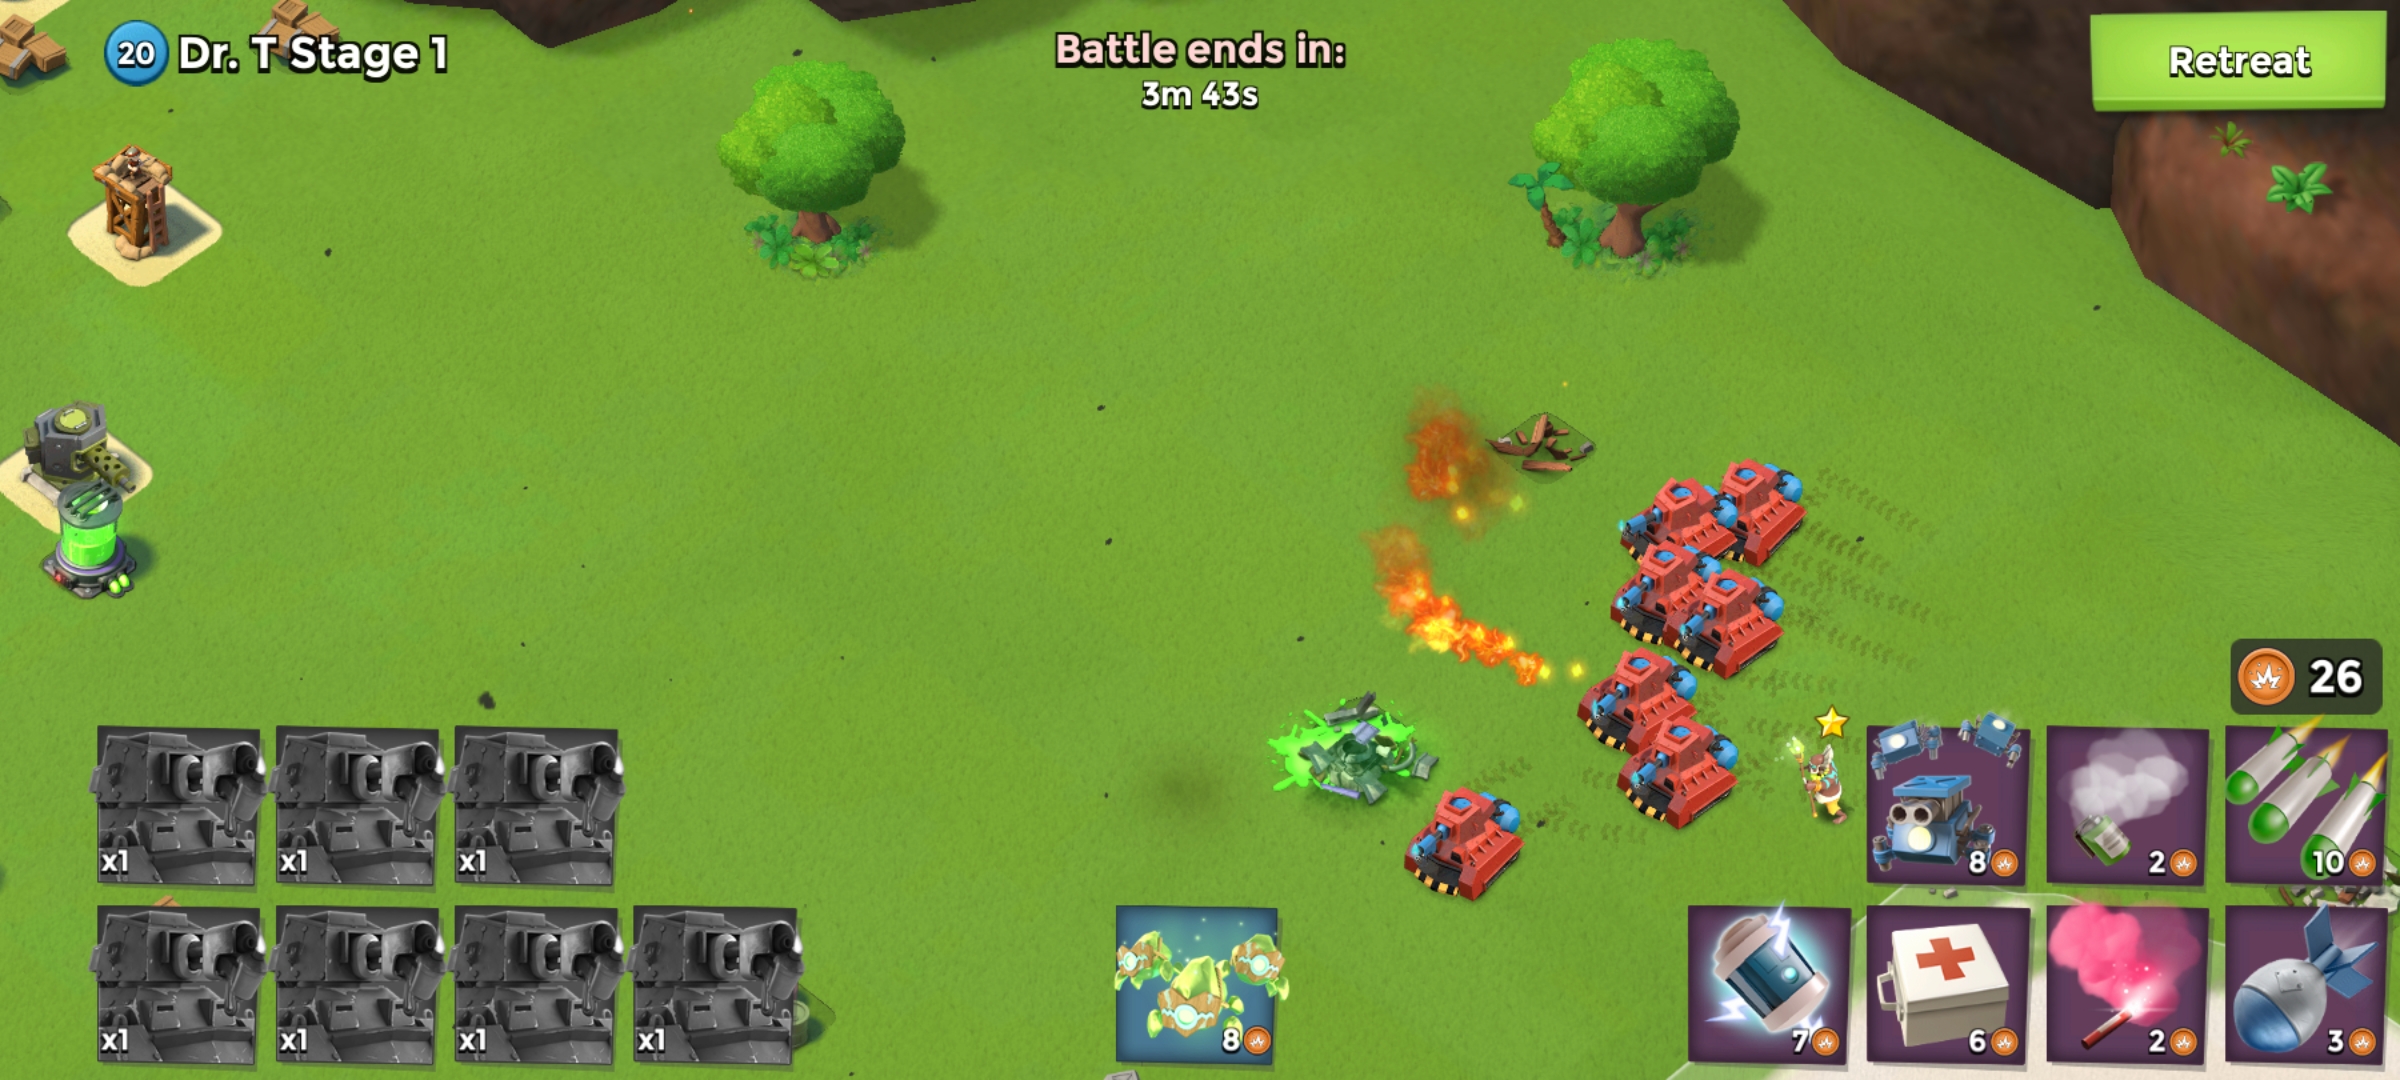 20 Dr. T Stage 1
Battle ends in:
3m 43s
Retreat
26
x1 x1 x1
8 2 10
x1 x1 x1 x1
8
7 6 2 3